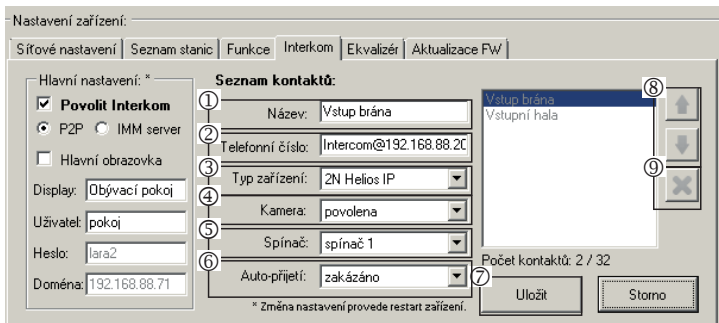 Nastavení zařízení:
Síťové nastavení Seznam stanic Funkce Interkom Ekvalizér Aktualizace FW
Hlavní nastavení: *
Povolit Interkom
P2P IMM server
Hlavní obrazovka
Display: Obývací pokoj
Uživatel: pokoj
Heslo: lara2
Doména: 192.168.88.71
Seznam kontaktů:
① Název: Vstup brána
② Telefonní číslo: Intercom@192.168.88.20
③ Typ zařízení: 2N Helios IP
④ Kamera: povolena
⑤ Spínač: spínač 1
⑥ Auto-přijetí: zakázáno
* Změna nastavení provede restart zařízení.
Vstup brána
Vstupní hala
⑧
⑨
Počet kontaktů: 2 / 32
⑦ Uložit Storno